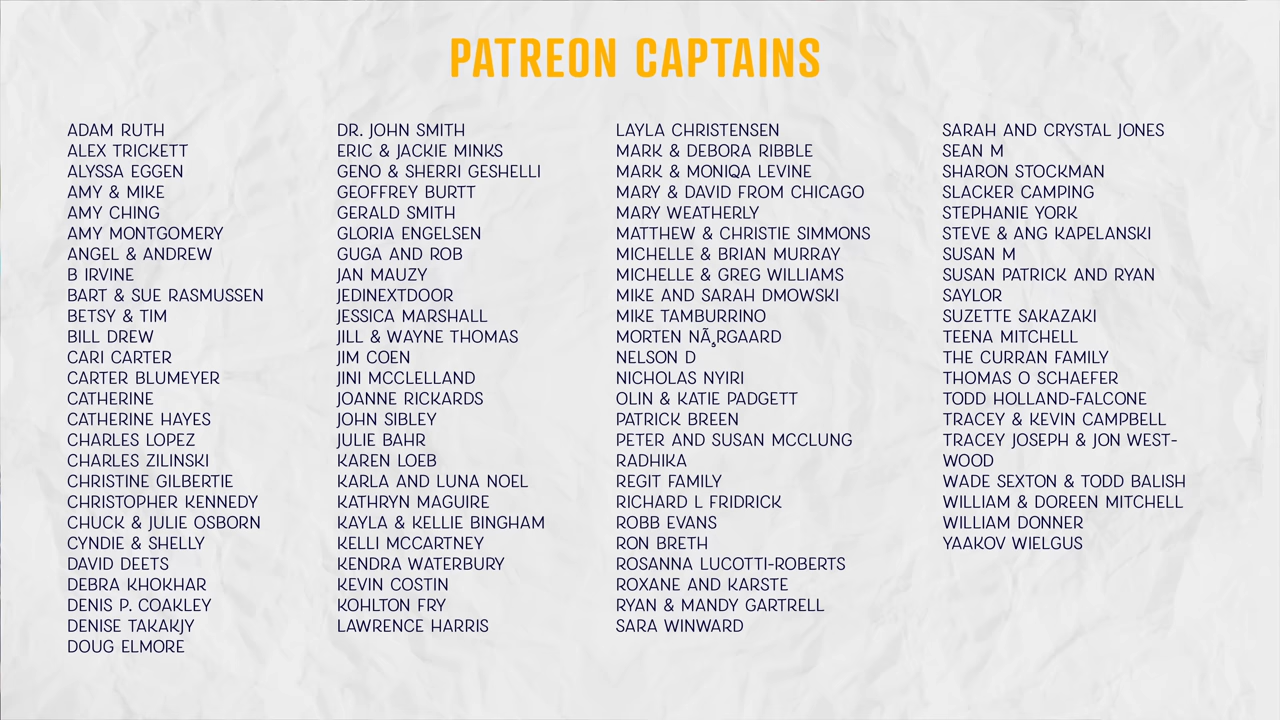 PATREON CAPTAINS
ADAM RUTH
ALEX TRICKETT
ALYSSA EGGEN
AMY & MIKE
AMY CHING
AMY MONTGOMERY
ANGEL & ANDREW
B IRVINE
BART & SUE RASMUSSEN
BETSY & TIM
BILL DREW
CARI CARTER
CARTER BLUMEYER
CATHERINE
CATHERINE HAYES
CHARLES LOPEZ
CHARLES ZILINSKI
CHRISTINE GILBERTIE
CHRISTOPHER KENNEDY
CHUCK & JULIE OSBORN
CYNDIE & SHELLY
DAVID DEETS
DEBRA KHOKHAR
DENIS P. COAKLEY
DENISE TAKAKJY
DOUG ELMORE
DR. JOHN SMITH
ERIC & JACKIE MINKS
GENO & SHERRI GESHELLI
GEOFFREY BURTT
GERALD SMITH
GLORIA ENGELSEN
GUGA AND ROB
JAN MAUZY
JEDINEXTDOOR
JESSICA MARSHALL
JILL & WAYNE THOMAS
JIM COEN
JINI MCCLELLAND
JOANNE RICKARDS
JOHN SIBLEY
JULIE BAHR
KAREN LOEB
KARLA AND LUNA NOEL
KATHRYN MAGUIRE
KAYLA & KELLIE BINGHAM
KELLI MCCARTNEY
KENDRA WATERBURY
KEVIN COSTIN
KOHLTON FRY
LAWRENCE HARRIS
LAYLA CHRISTENSEN
MARK & DEBORA RIBBLE
MARK & MONIQA LEVINE
MARY & DAVID FROM CHICAGO
MARY WEATHERLY
MATTHEW & CHRISTIE SIMMONS
MICHELLE & BRIAN MURRAY
MICHELLE & GREG WILLIAMS
MIKE AND SARAH DMOWSKI
MIKE TAMBURRINO
MORTEN NÃ¸RGAARD
NELSON D
NICHOLAS NYIRI
OLIN & KATIE PADGETT
PATRICK BREEN
PETER AND SUSAN MCCLUNG
RADHIKA
REGIT FAMILY
RICHARD L FRIDRICK
ROBB EVANS
RON BRETH
ROSANNA LUCOTTI-ROBERTS
ROXANE AND KARSTE
RYAN & MANDY GARTRELL
SARA WINWARD
SARAH AND CRYSTAL JONES
SEAN M
SHARON STOCKMAN
SLACKER CAMPING
STEPHANIE YORK
STEVE & ANG KAPELANSKI
SUSAN M
SUSAN PATRICK AND RYAN
SAYLOR
SUZETTE SAKAZAKI
TEENA MITCHELL
THE CURRAN FAMILY
THOMAS O SCHAEFER
TODD HOLLAND-FALCONE
TRACEY & KEVIN CAMPBELL
TRACEY JOSEPH & JON WEST-
WOOD
WADE SEXTON & TODD BALISH
WILLIAM & DOREEN MITCHELL
WILLIAM DONNER
YAAKOV WIELGUS